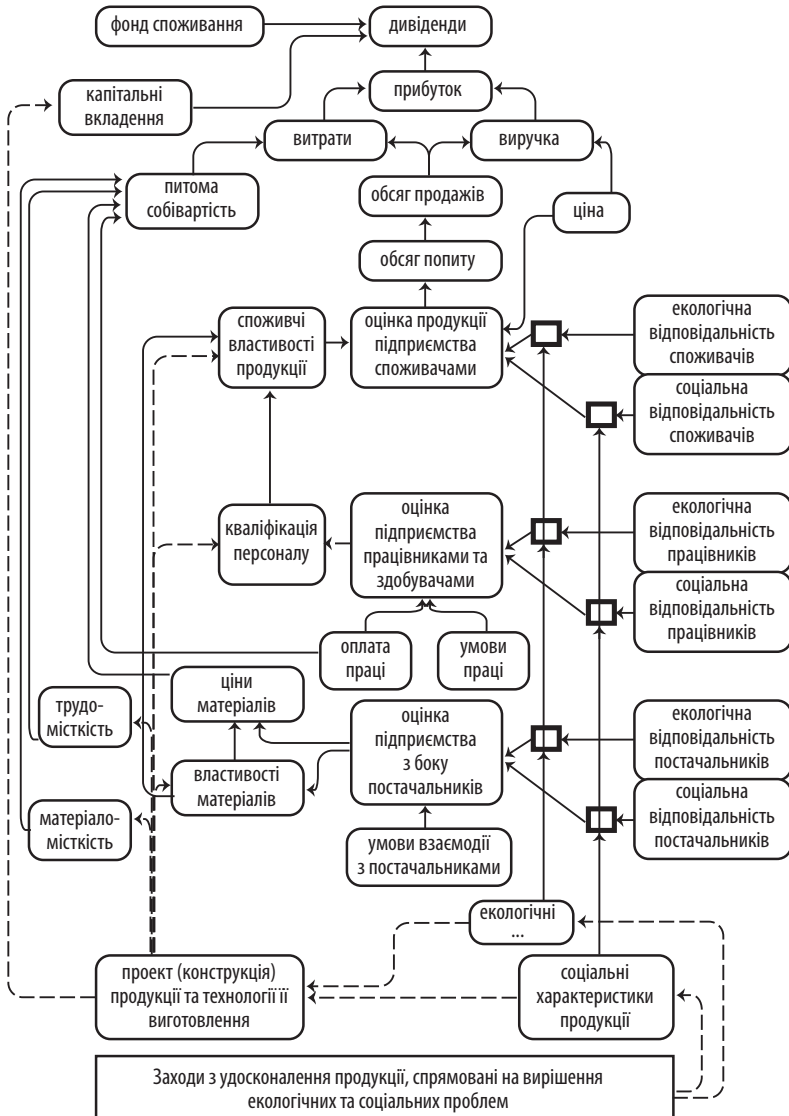 фонд споживання
дивіденди
капітальні
вкладення
прибуток
витрати
виручка
питома
собівартість
обсяг продажів
ціна
обсяг попиту
споживчі
властивості
продукції
оцінка продукції
підприємства
споживачами
екологічна
відповідальність
споживачів
соціальна
відповідальність
споживачів
кваліфікація
персоналу
оцінка
підприємства
працівниками та
здобувачами
екологічна
відповідальність
працівників
соціальна
відповідальність
працівників
оплата
праці
умови
праці
ціни
матеріалів
трудо-
місткість
оцінка
підприємства
з боку
постачальників
екологічна
відповідальність
постачальників
властивості
матеріалів
соціальна
відповідальність
постачальників
матеріало-
місткість
умови взаємодії
з постачальниками
екологічні
...
проект (конструкція)
продукції та технології її
виготовлення
соціальні
характеристики
продукції
Заходи з удосконалення продукції, спрямовані на вирішення
екологічних та соціальних проблем